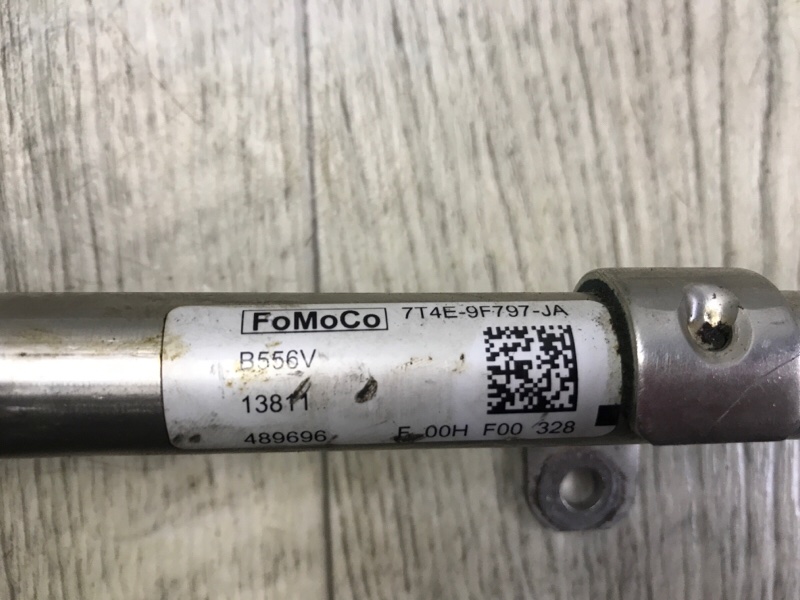 FoMoCo 7T4E-9F797-JA
B556V
13811
489696 F 00H F00 328